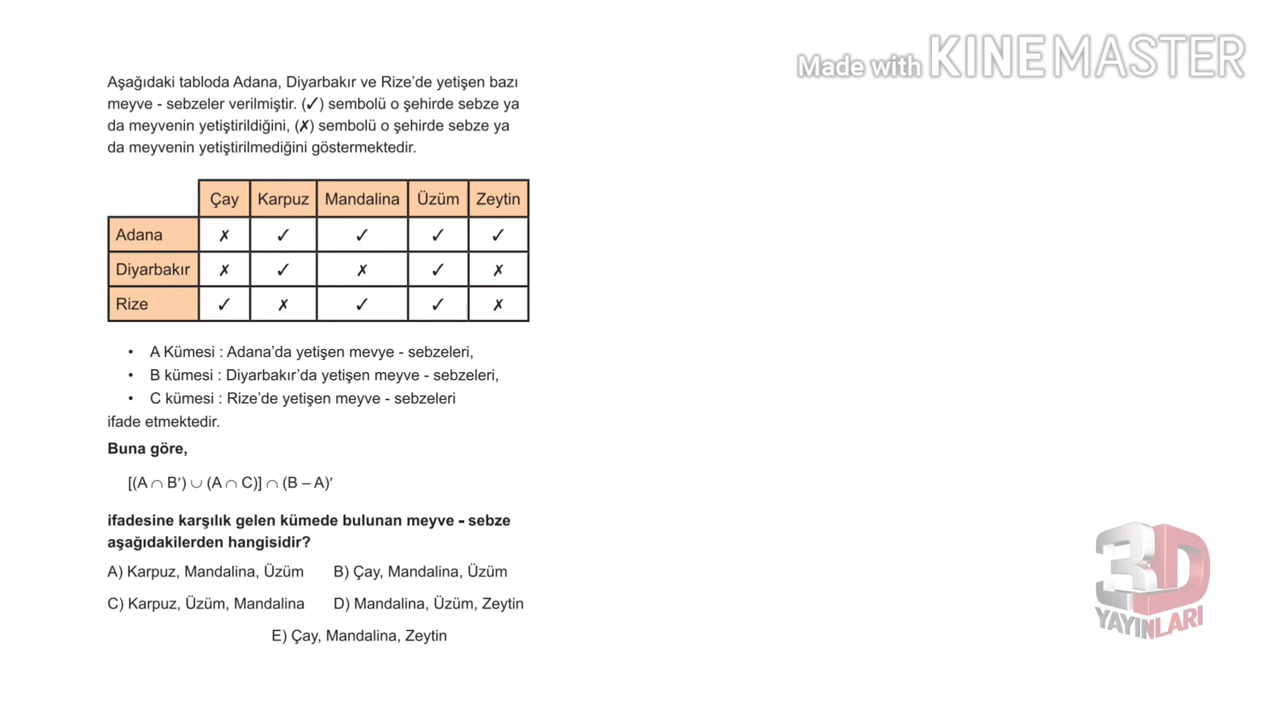 Made with KINEMASTER
Aşağıdaki tabloda Adana, Diyarbakır ve Rize'de yetişen bazı
meyve - sebzeler verilmiştir. (✓) sembolü o şehirde sebze ya
da meyvenin yetiştirildiğini, (✗) sembolü o şehirde sebze ya
da meyvenin yetiştirilmediğini göstermektedir.
Çay Karpuz Mandalina Üzüm Zeytin
Adana ✗ ✓ ✓ ✓ ✓
Diyarbakır ✗ ✓ ✗ ✓ ✗
Rize ✓ ✗ ✓ ✓ ✗
• A Kümesi : Adana'da yetişen mevye - sebzeleri,
• B kümesi : Diyarbakır'da yetişen meyve - sebzeleri,
• C kümesi : Rize'de yetişen meyve - sebzeleri
ifade etmektedir.
Buna göre,
[(A ∩ B′) ∪ (A ∩ C)] ∩ (B – A)′
ifadesine karşılık gelen kümede bulunan meyve - sebze
aşağıdakilerden hangisidir?
A) Karpuz, Mandalina, Üzüm B) Çay, Mandalina, Üzüm
C) Karpuz, Üzüm, Mandalina D) Mandalina, Üzüm, Zeytin
E) Çay, Mandalina, Zeytin
3D
YAYINLARI